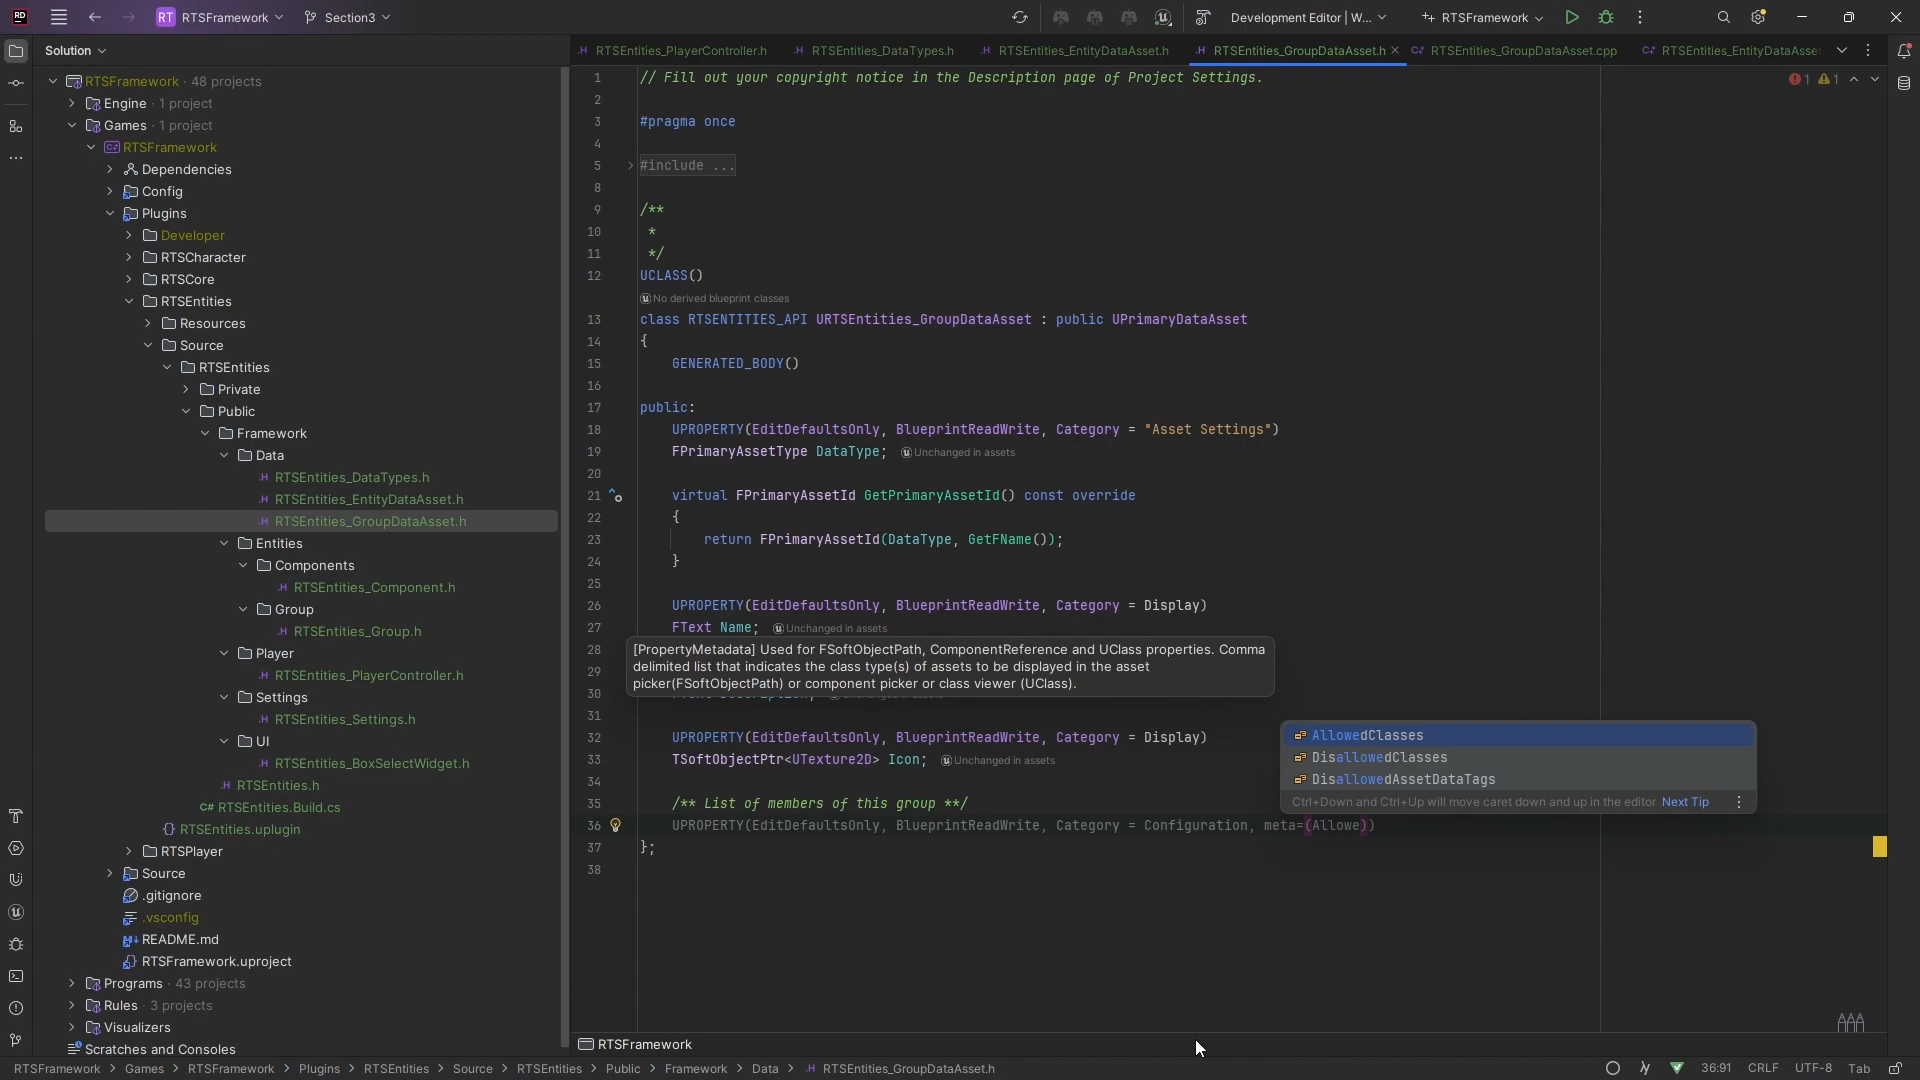 RD
RT RTSFramework
Section3
Development Editor | W...
RTSFramework
Solution
RTSEntities_PlayerController.h
RTSEntities_DataTypes.h
RTSEntities_EntityDataAsset.h
RTSEntities_GroupDataAsset.h
RTSEntities_GroupDataAsset.cpp
RTSEntities_EntityDataAsse
RTSFramework · 48 projects
Engine · 1 project
Games · 1 project
RTSFramework
Dependencies
Config
Plugins
Developer
RTSCharacter
RTSCore
RTSEntities
Resources
Source
RTSEntities
Private
Public
Framework
Data
RTSEntities_DataTypes.h
RTSEntities_EntityDataAsset.h
RTSEntities_GroupDataAsset.h
Entities
Components
RTSEntities_Component.h
Group
RTSEntities_Group.h
Player
RTSEntities_PlayerController.h
Settings
RTSEntities_Settings.h
UI
RTSEntities_BoxSelectWidget.h
RTSEntities.h
C# RTSEntities.Build.cs
RTSEntities.uplugin
RTSPlayer
Source
.gitignore
.vsconfig
README.md
RTSFramework.uproject
Programs · 43 projects
Rules · 3 projects
Visualizers
Scratches and Consoles
1 // Fill out your copyright notice in the Description page of Project Settings.
1 1
2
3 #pragma once
4
5 #include ...
8
9 /**
10 *
11 */
12 UCLASS()
No derived blueprint classes
13 class RTSENTITIES_API URTSEntities_GroupDataAsset : public UPrimaryDataAsset
14 {
15 GENERATED_BODY()
16
17 public:
18 UPROPERTY(EditDefaultsOnly, BlueprintReadWrite, Category = "Asset Settings")
19 FPrimaryAssetType DataType; Unchanged in assets
20
21 virtual FPrimaryAssetId GetPrimaryAssetId() const override
22 {
23 return FPrimaryAssetId(DataType, GetFName());
24 }
25
26 UPROPERTY(EditDefaultsOnly, BlueprintReadWrite, Category = Display)
27 FText Name; Unchanged in assets
28
29
30
[PropertyMetadata] Used for FSoftObjectPath, ComponentReference and UClass properties. Comma
delimited list that indicates the class type(s) of assets to be displayed in the asset
picker(FSoftObjectPath) or component picker or class viewer (UClass).
31
32 UPROPERTY(EditDefaultsOnly, BlueprintReadWrite, Category = Display)
33 TSoftObjectPtr<UTexture2D> Icon; Unchanged in assets
34
35 /** List of members of this group **/
36 UPROPERTY(EditDefaultsOnly, BlueprintReadWrite, Category = Configuration, meta=(Allowe))
37 };
38
AllowedClasses
DisallowedClasses
DisallowedAssetDataTags
Ctrl+Down and Ctrl+Up will move caret down and up in the editor Next Tip
RTSFramework
RTSFramework > Games > RTSFramework > Plugins > RTSEntities > Source > RTSEntities > Public > Framework > Data > RTSEntities_GroupDataAsset.h
36:91 CRLF UTF-8 Tab